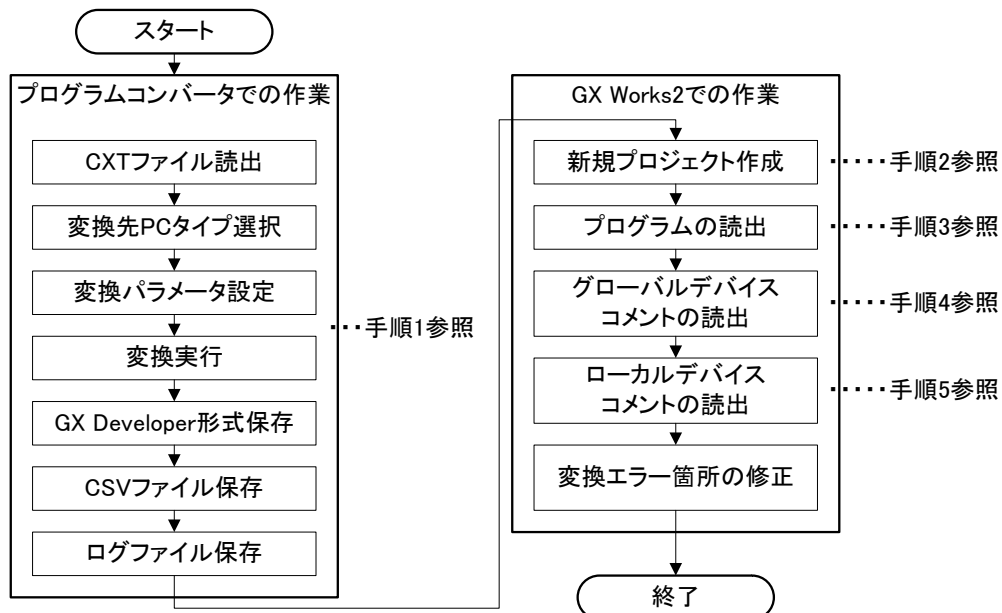 スタート
プログラムコンバータでの作業
CXTファイル読出
変換先PCタイプ選択
変換パラメータ設定
変換実行
GX Developer形式保存
CSVファイル保存
ログファイル保存
・・・手順1参照
GX Works2での作業
新規プロジェクト作成
・・・・・手順2参照
プログラムの読出
・・・・・手順3参照
グローバルデバイス
コメントの読出
・・・・・手順4参照
ローカルデバイス
コメントの読出
・・・・・手順5参照
変換エラー箇所の修正
終了